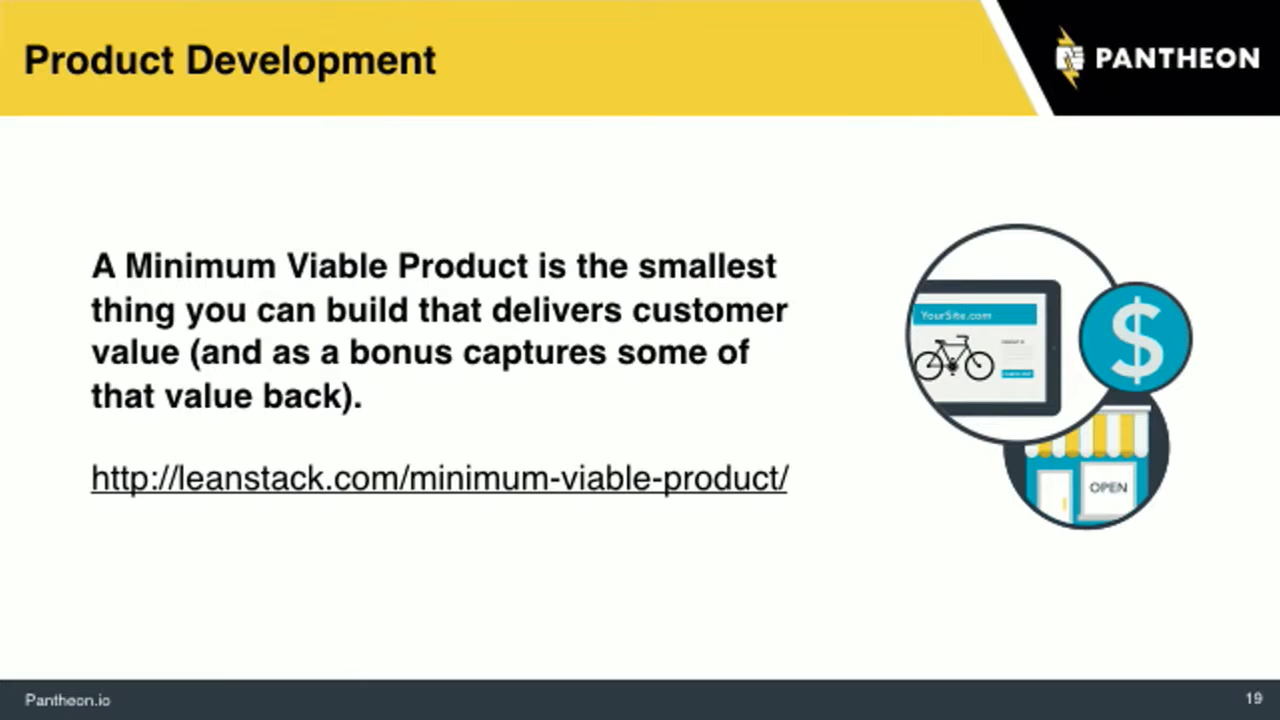 Product Development
PANTHEON
A Minimum Viable Product is the smallest
thing you can build that delivers customer
value (and as a bonus captures some of
that value back).
http://leanstack.com/minimum-viable-product/
YourSite.com
$
OPEN
Pantheon.io
19